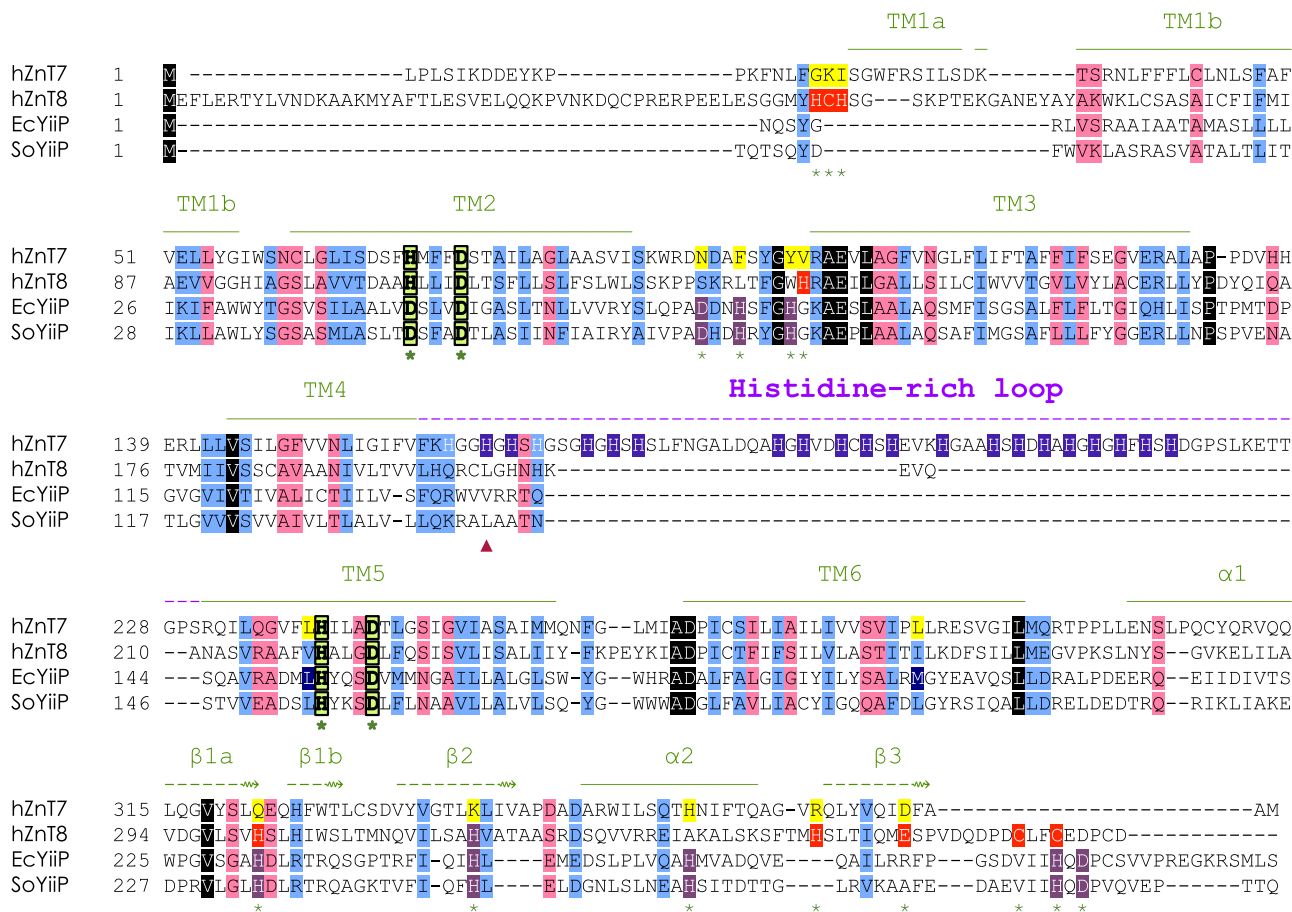 TM1a TM1b
hZnT7 1 M------------------LPLSIKDDEYKP--------------PKFNLFGKISGWFRSILSDK-------TSRNLFFFLCLNLSFAF
hZnT8 1 MEFLERTYLVNDKAAKMYAFTLESVELQQKPVNKDQCPRERPEELESGGMYHCHSG---SKPTEKGANEYAYAKWKLCSASAICFIFMI
EcYiiP 1 M----------------------------------------------NQSYG------------------RLVSRAAIAATAMASLLLL
SoYiiP 1 M--------------------------------------------TQTSQYD------------------FWVKLASRASVATALTLIT
***
TM1b TM2 TM3
hZnT7 51 VELLYGIWSNCLGLISDSFHMFFDSTAILAGLAASVISKWRDNDAFSYGYVRAEVLAGFVNGLFLIFTAFFIFSEGVERALAP-PDVHH
hZnT8 87 AEVVGGHIAGSLAVVTDAAHLLIDLTSFLLSLFSLWLSSKPPSKRLTFGWHRAEILGALLSILCIWVVTGVLVYLACERLLYPDYQIQA
EcYiiP 26 IKIFAWWYTGSVSILAALVDSLVDIGASLTNLLVVRYSLQPADDNHSFGHGKAESLAALAQSMFISGSALFLFLTGIQHLISPTPMTDP
SoYiiP 28 IKLLAWLYSGSASMLASLTDSFADTLASIINFIAIRYAIVPADHDHRYGHGKAEPLAALAQSAFIMGSAFLLLFYGGERLLNPSPVENA
* * * * **
TM4 Histidine-rich loop
hZnT7 139 ERLLLVSILGFVVNLIGIFVFKHGGHGHSHGSGHGHSHSLFNGALDQAHGHVDHCHSHEVKHGAAHSHDHAHGHGHFHSHDGPSLKETT
hZnT8 176 TVMIIVSSCAVAANIVLTVVLHQRCLGHNHK---------------------------EVQ----------------------------
EcYiiP 115 GVGVIVTIVALICTIILV-SFQRWVVRRTQ-----------------------------------------------------------
SoYiiP 117 TLGVVVSVVAIVLTLALV-LLQKRALAATN-----------------------------------------------------------
▲
TM5 TM6 α1
hZnT7 228 GPSRQILQGVFLHILADTLGSIGVIASAIMMQNFG--LMIADPICSILIAILIVVSVIPLLRESVGILMQRTPPLLENSLPQCYQRVQQ
hZnT8 210 --ANASVRAAFVHALGDLFQSISVLISALIIY-FKPEYKIADPICTFIFSILVLASTITILKDFSILLMEGVPKSLNYS--GVKELILA
EcYiiP 144 ---SQAVRADMLHYQSDVMMNGAILLALGLSW-YG--WHRADALFALGIGIYILYSALRMGYEAVQSLLDRALPDEERQ--EIIDIVTS
SoYiiP 146 ---STVVEADSLHYKSDLFLNAAVLLALVLSQ-YG--WWWADGLFAVLIACYIGQQAFDLGYRSIQALLDRELDEDTRQ--RIKLIAKE
* *
β1a β1b β2 α2 β3
hZnT7 315 LQGVYSLQEQHFWTLCSDVYVGTLKLIVAPDADARWILSQTHNIFTQAG-VRQLYVQIDFA-------------------------AM
hZnT8 294 VDGVLSVHSLHIWSLTMNQVILSAHVATAASRDSQVVRREIAKALSKSFTMHSLTIQMESPVDQDPDCLFCEDPCD------------
EcYiiP 225 WPGVSGAHDLRTRQSGPTRFI-QIHL----EMEDSLPLVQAHMVADQVE---QAILRRFP----GSDVIIHQDPCSVVPREGKRSMLS
SoYiiP 227 DPRVLGLHDLRTRQAGKTVFI-QFHL----ELDGNLSLNEAHSITDTTG---LRVKAAFE----DAEVIIHQDPVQVEP------TTQ
* * * * * * * *